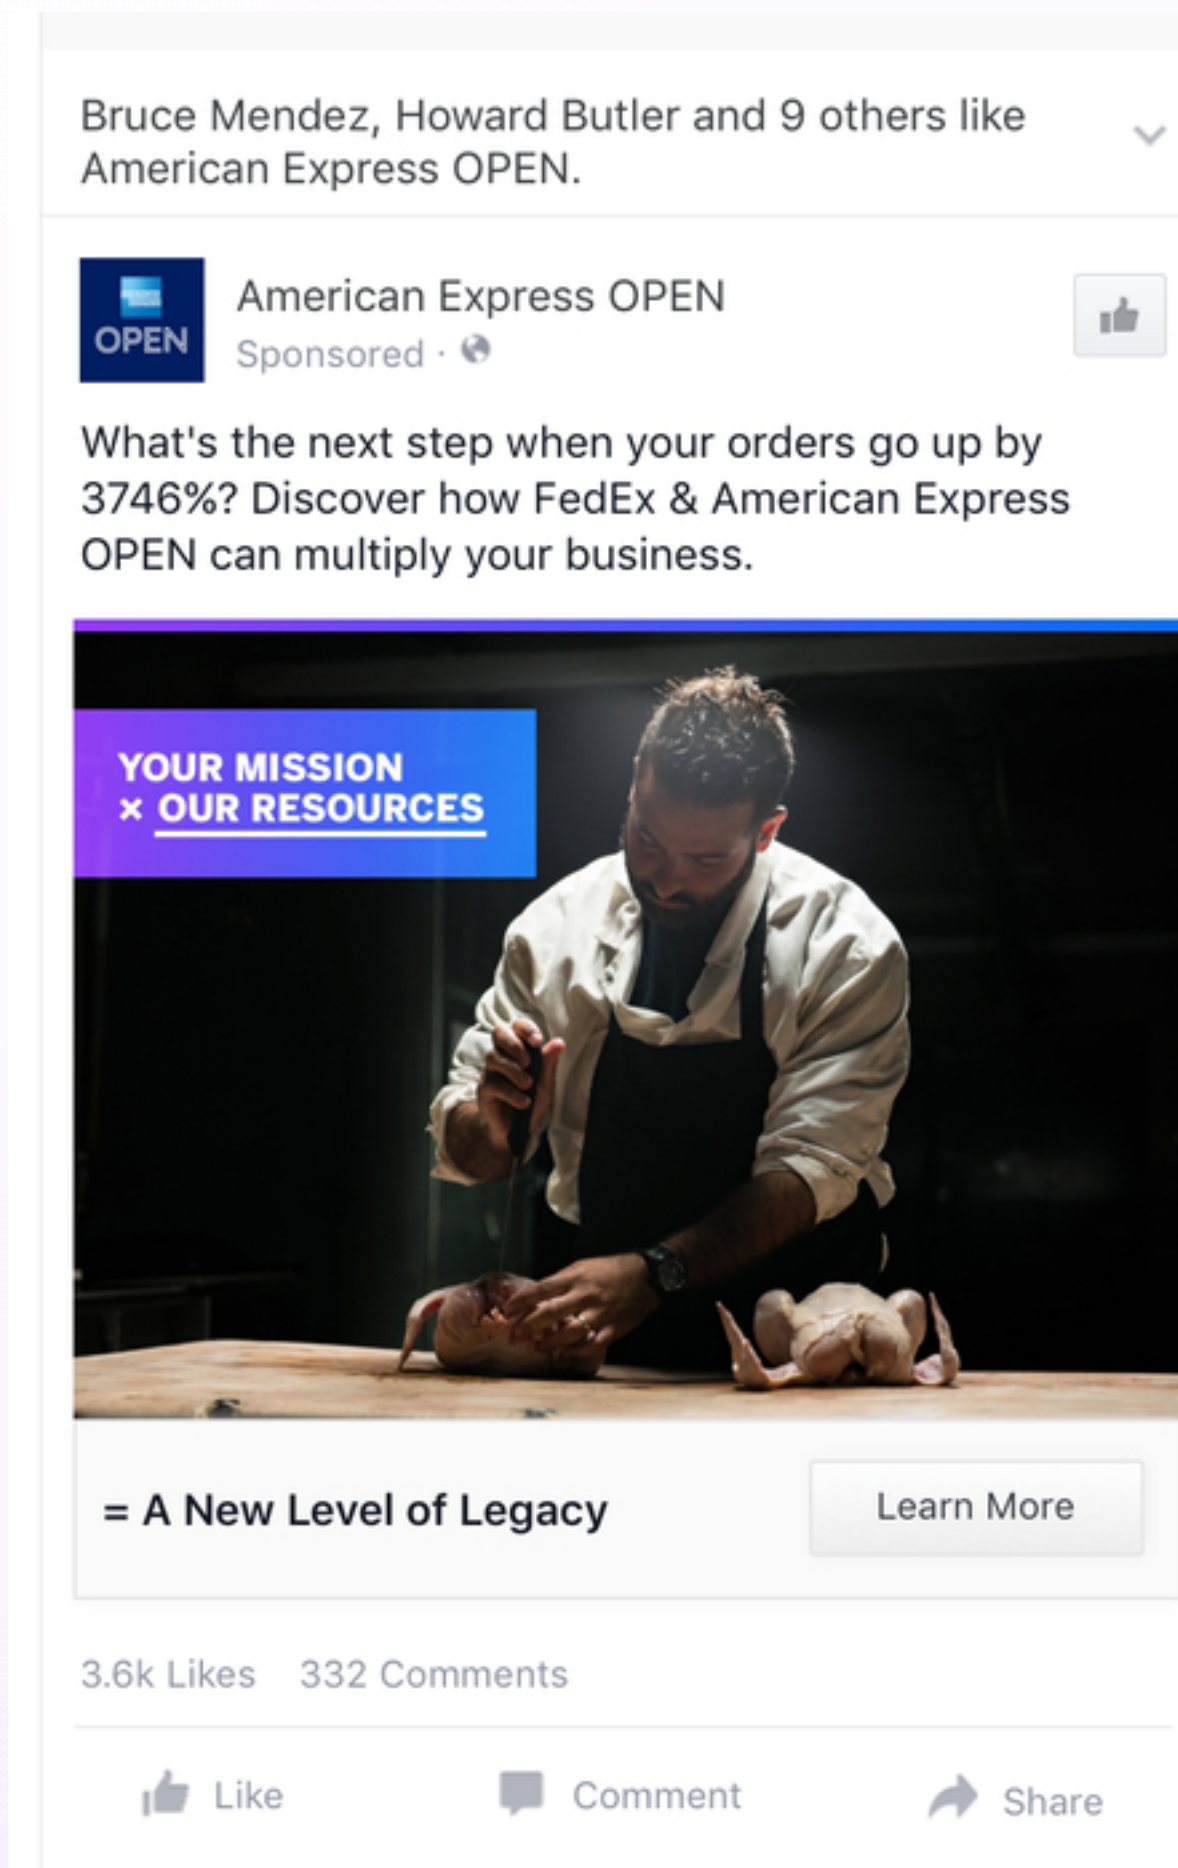 Bruce Mendez, Howard Butler and 9 others like
American Express OPEN.
OPEN
American Express OPEN
Sponsored ·
What's the next step when your orders go up by
3746%? Discover how FedEx & American Express
OPEN can multiply your business.
YOUR MISSION
× OUR RESOURCES
= A New Level of Legacy
Learn More
3.6k Likes 332 Comments
Like Comment Share